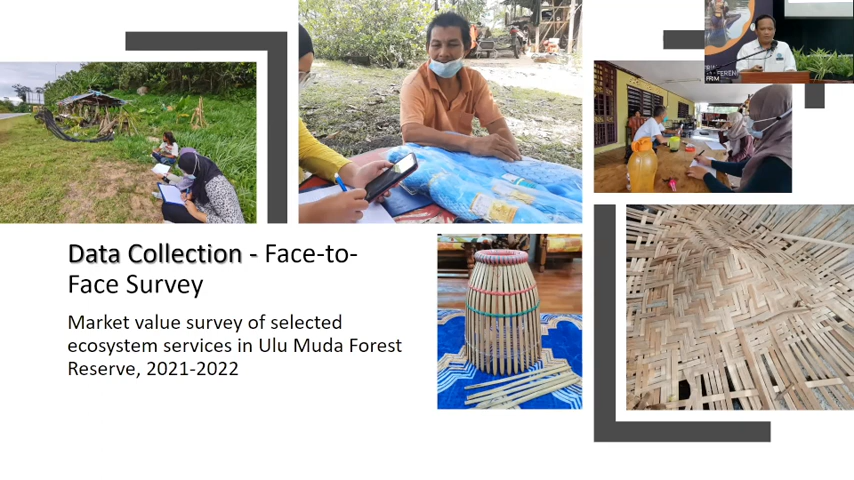 Data Collection - Face-to-
Face Survey
Market value survey of selected
ecosystem services in Ulu Muda Forest
Reserve, 2021-2022
FRIM